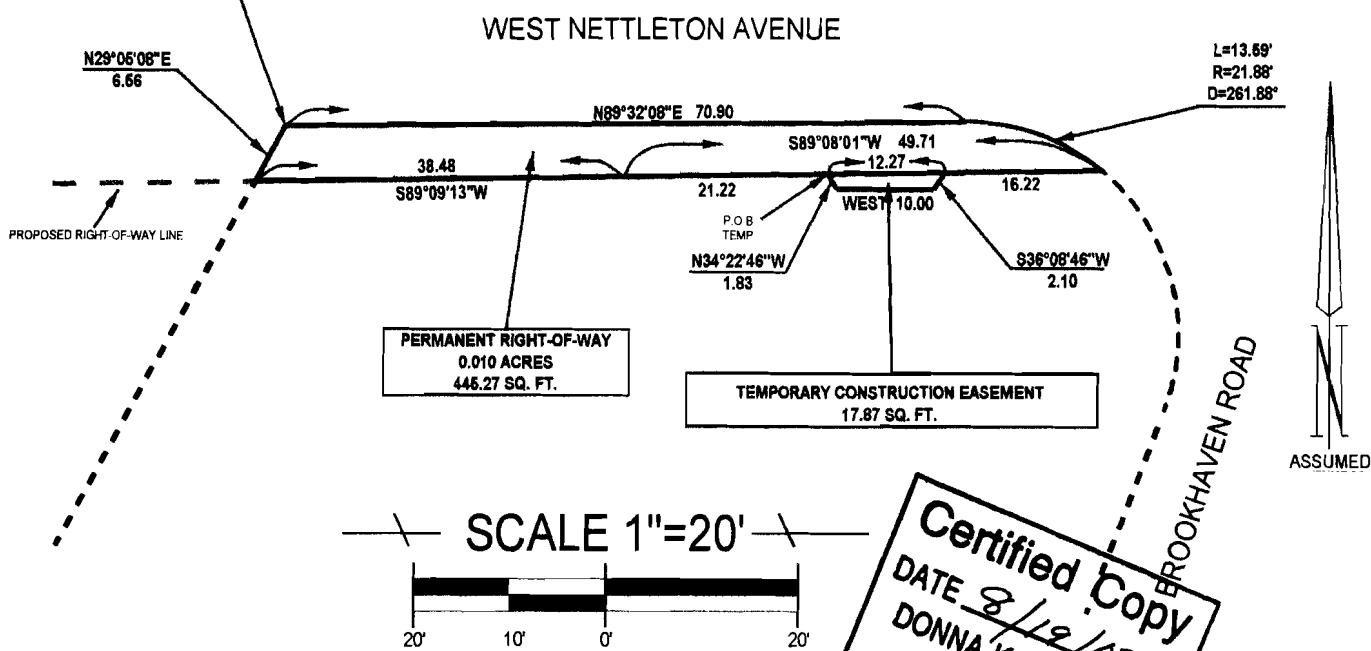 WEST NETTLETON AVENUE
N29°05'08"E
6.56
L=13.59'
R=21.88'
D=261.88°
N89°32'08"E 70.90
S89°08'01"W 49.71
38.48
12.27
S89°09'13"W
21.22
16.22
WEST 10.00
PROPOSED RIGHT-OF-WAY LINE
P O B
TEMP
N34°22'46"W
1.83
S36°08'46"W
2.10
PERMANENT RIGHT-OF-WAY
0.010 ACRES
445.27 SQ. FT.
TEMPORARY CONSTRUCTION EASEMENT
17.87 SQ. FT.
BROOKHAVEN ROAD
N
ASSUMED
SCALE 1"=20'
20' 10' 0' 20'
Certified Copy
DATE 8/19/
DONNA